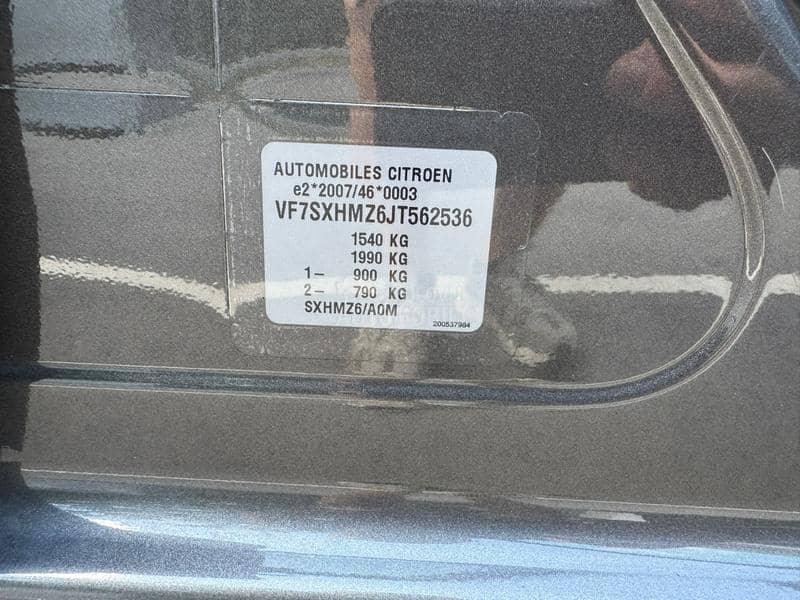 AUTOMOBILES CITROEN
e2*2007/46*0003
VF7SXHMZ6JT562536
1540 KG
1990 KG
1- 900 KG
2- 790 KG
SXHMZ6/A0M
200537984